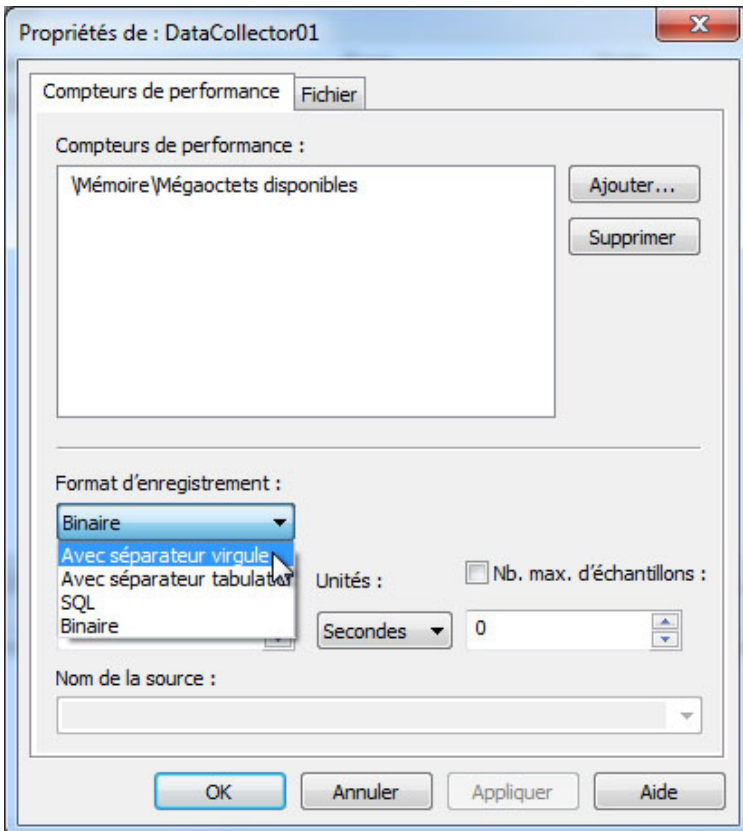 Propriétés de : DataCollector01
Compteurs de performance
Fichier
Compteurs de performance :
\Mémoire\Mégaoctets disponibles
Ajouter...
Supprimer
Format d'enregistrement :
Binaire
Avec séparateur virgule
Avec séparateur tabulator
SQL
Binaire
Unités :
Nb. max. d'échantillons :
Secondes
0
Nom de la source :
OK
Annuler
Appliquer
Aide